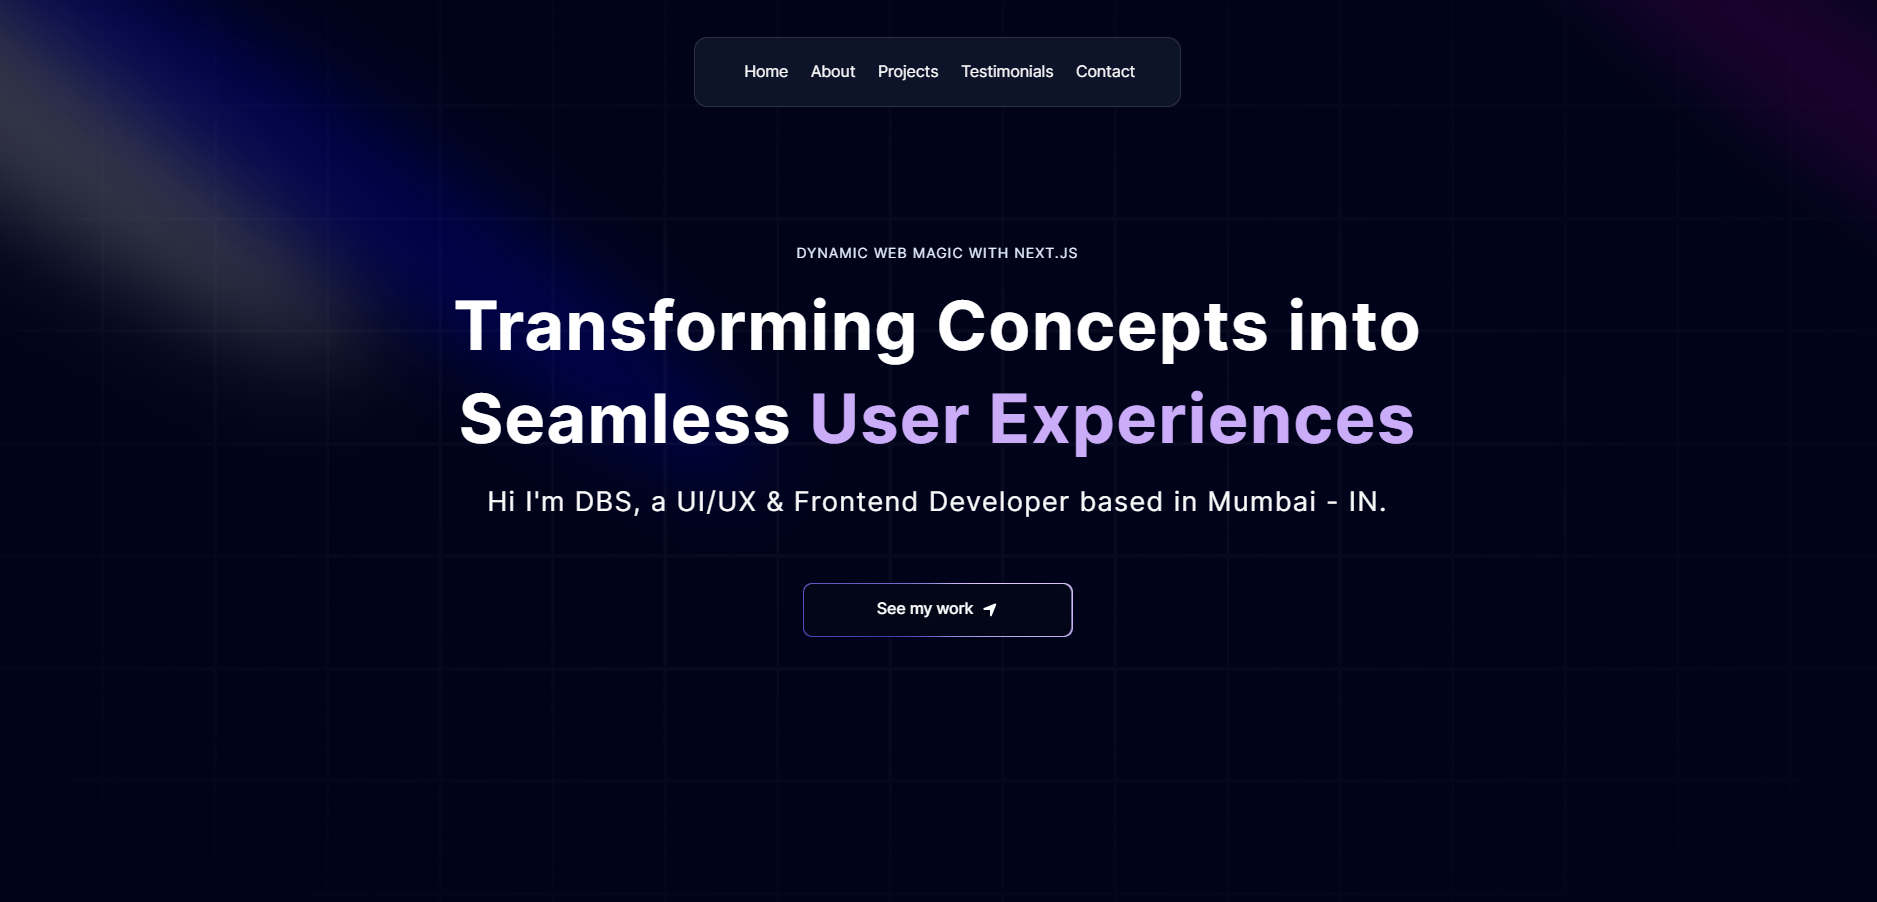 Home About Projects Testimonials Contact
DYNAMIC WEB MAGIC WITH NEXT.JS
Transforming Concepts into
Seamless User Experiences
Hi I'm DBS, a UI/UX & Frontend Developer based in Mumbai - IN.
See my work